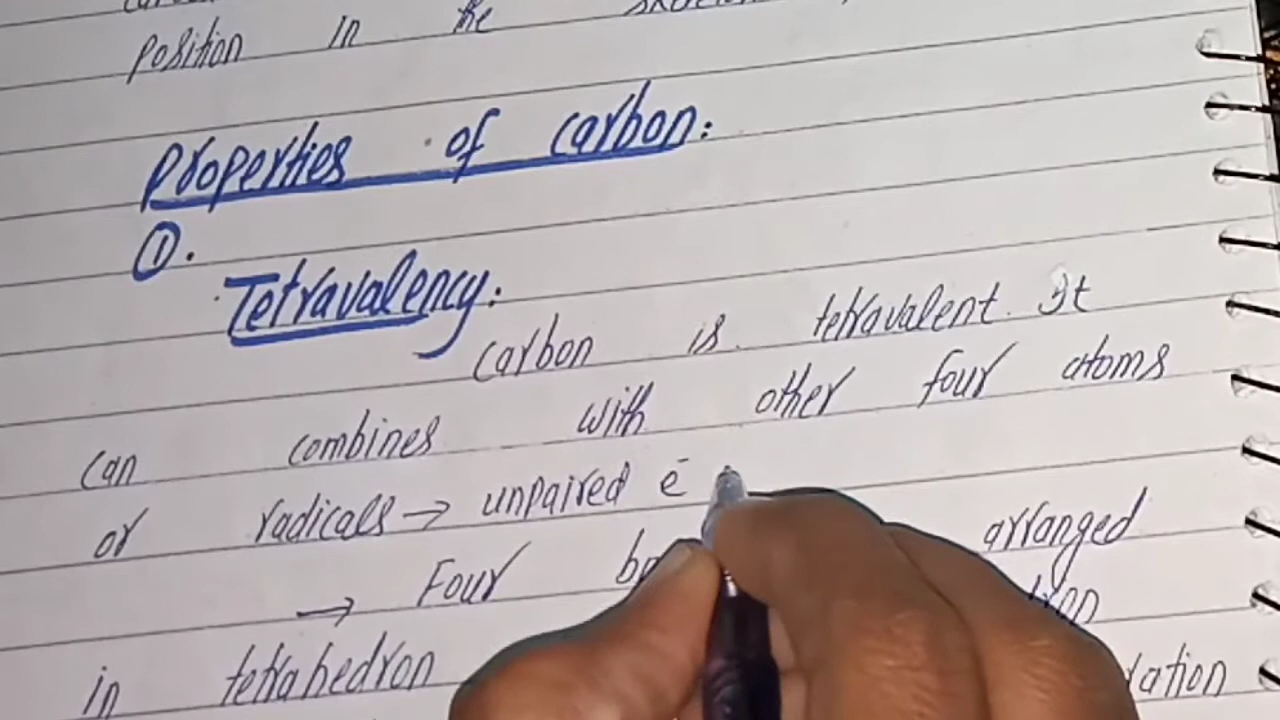 position in the
Properties of carbon:
①.
Tetravalency:
carbon is tetravalent. It
can combines with other four atoms
or radicals → unpaired e⁻
→ Four arranged
in tetrahedron